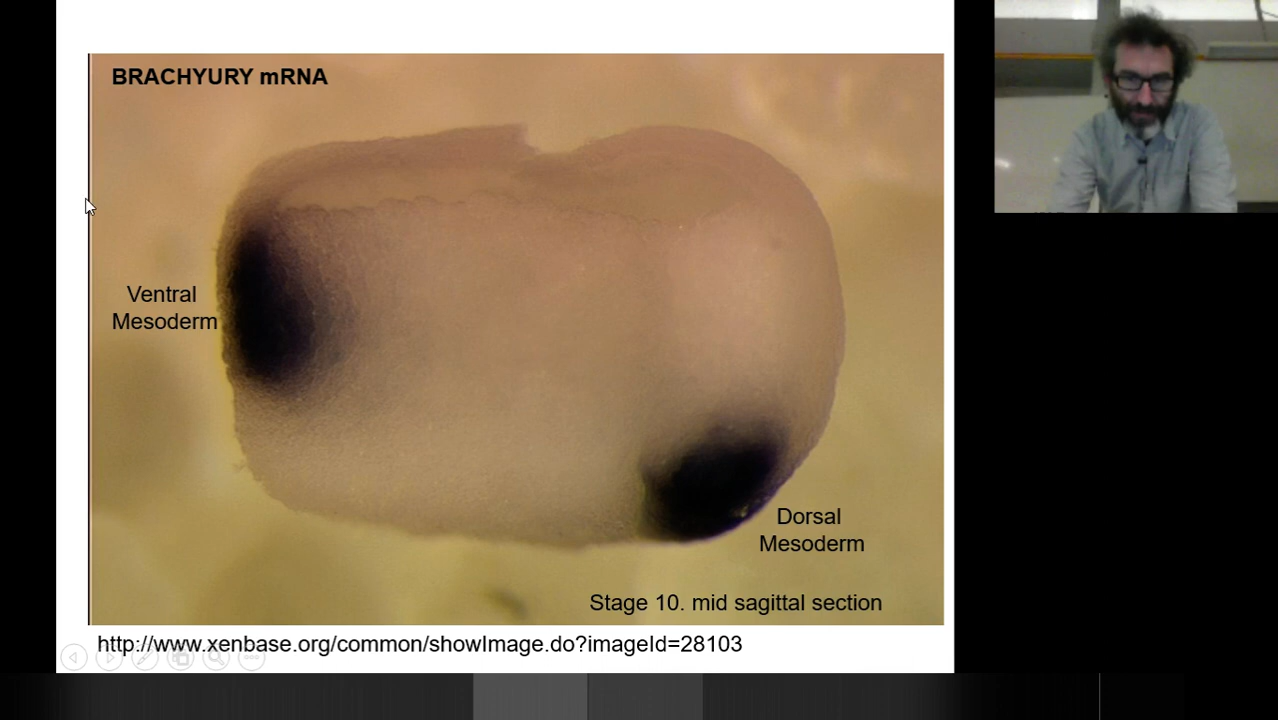 BRACHYURY mRNA
Ventral
Mesoderm
Dorsal
Mesoderm
Stage 10. mid sagittal section
http://www.xenbase.org/common/showImage.do?imageId=28103